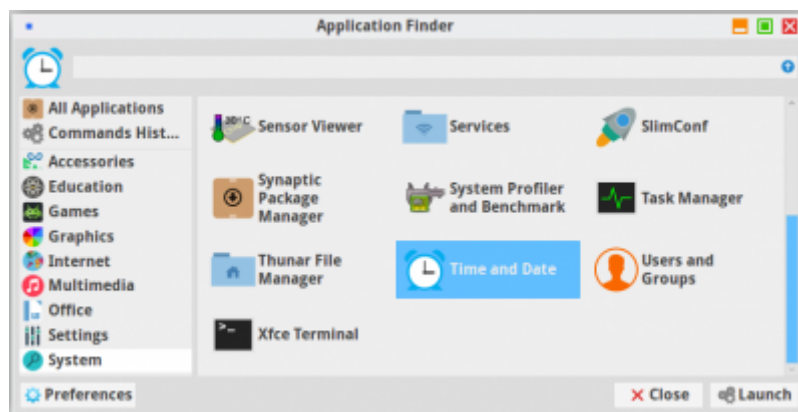 Application Finder
All Applications
Commands Hist...
Accessories
Education
Games
Graphics
Internet
Multimedia
Office
Settings
System
Sensor Viewer
Services
SlimConf
Synaptic
Package
Manager
System Profiler
and Benchmark
Task Manager
Thunar File
Manager
Time and Date
Users and
Groups
Xfce Terminal
Preferences
Close
Launch